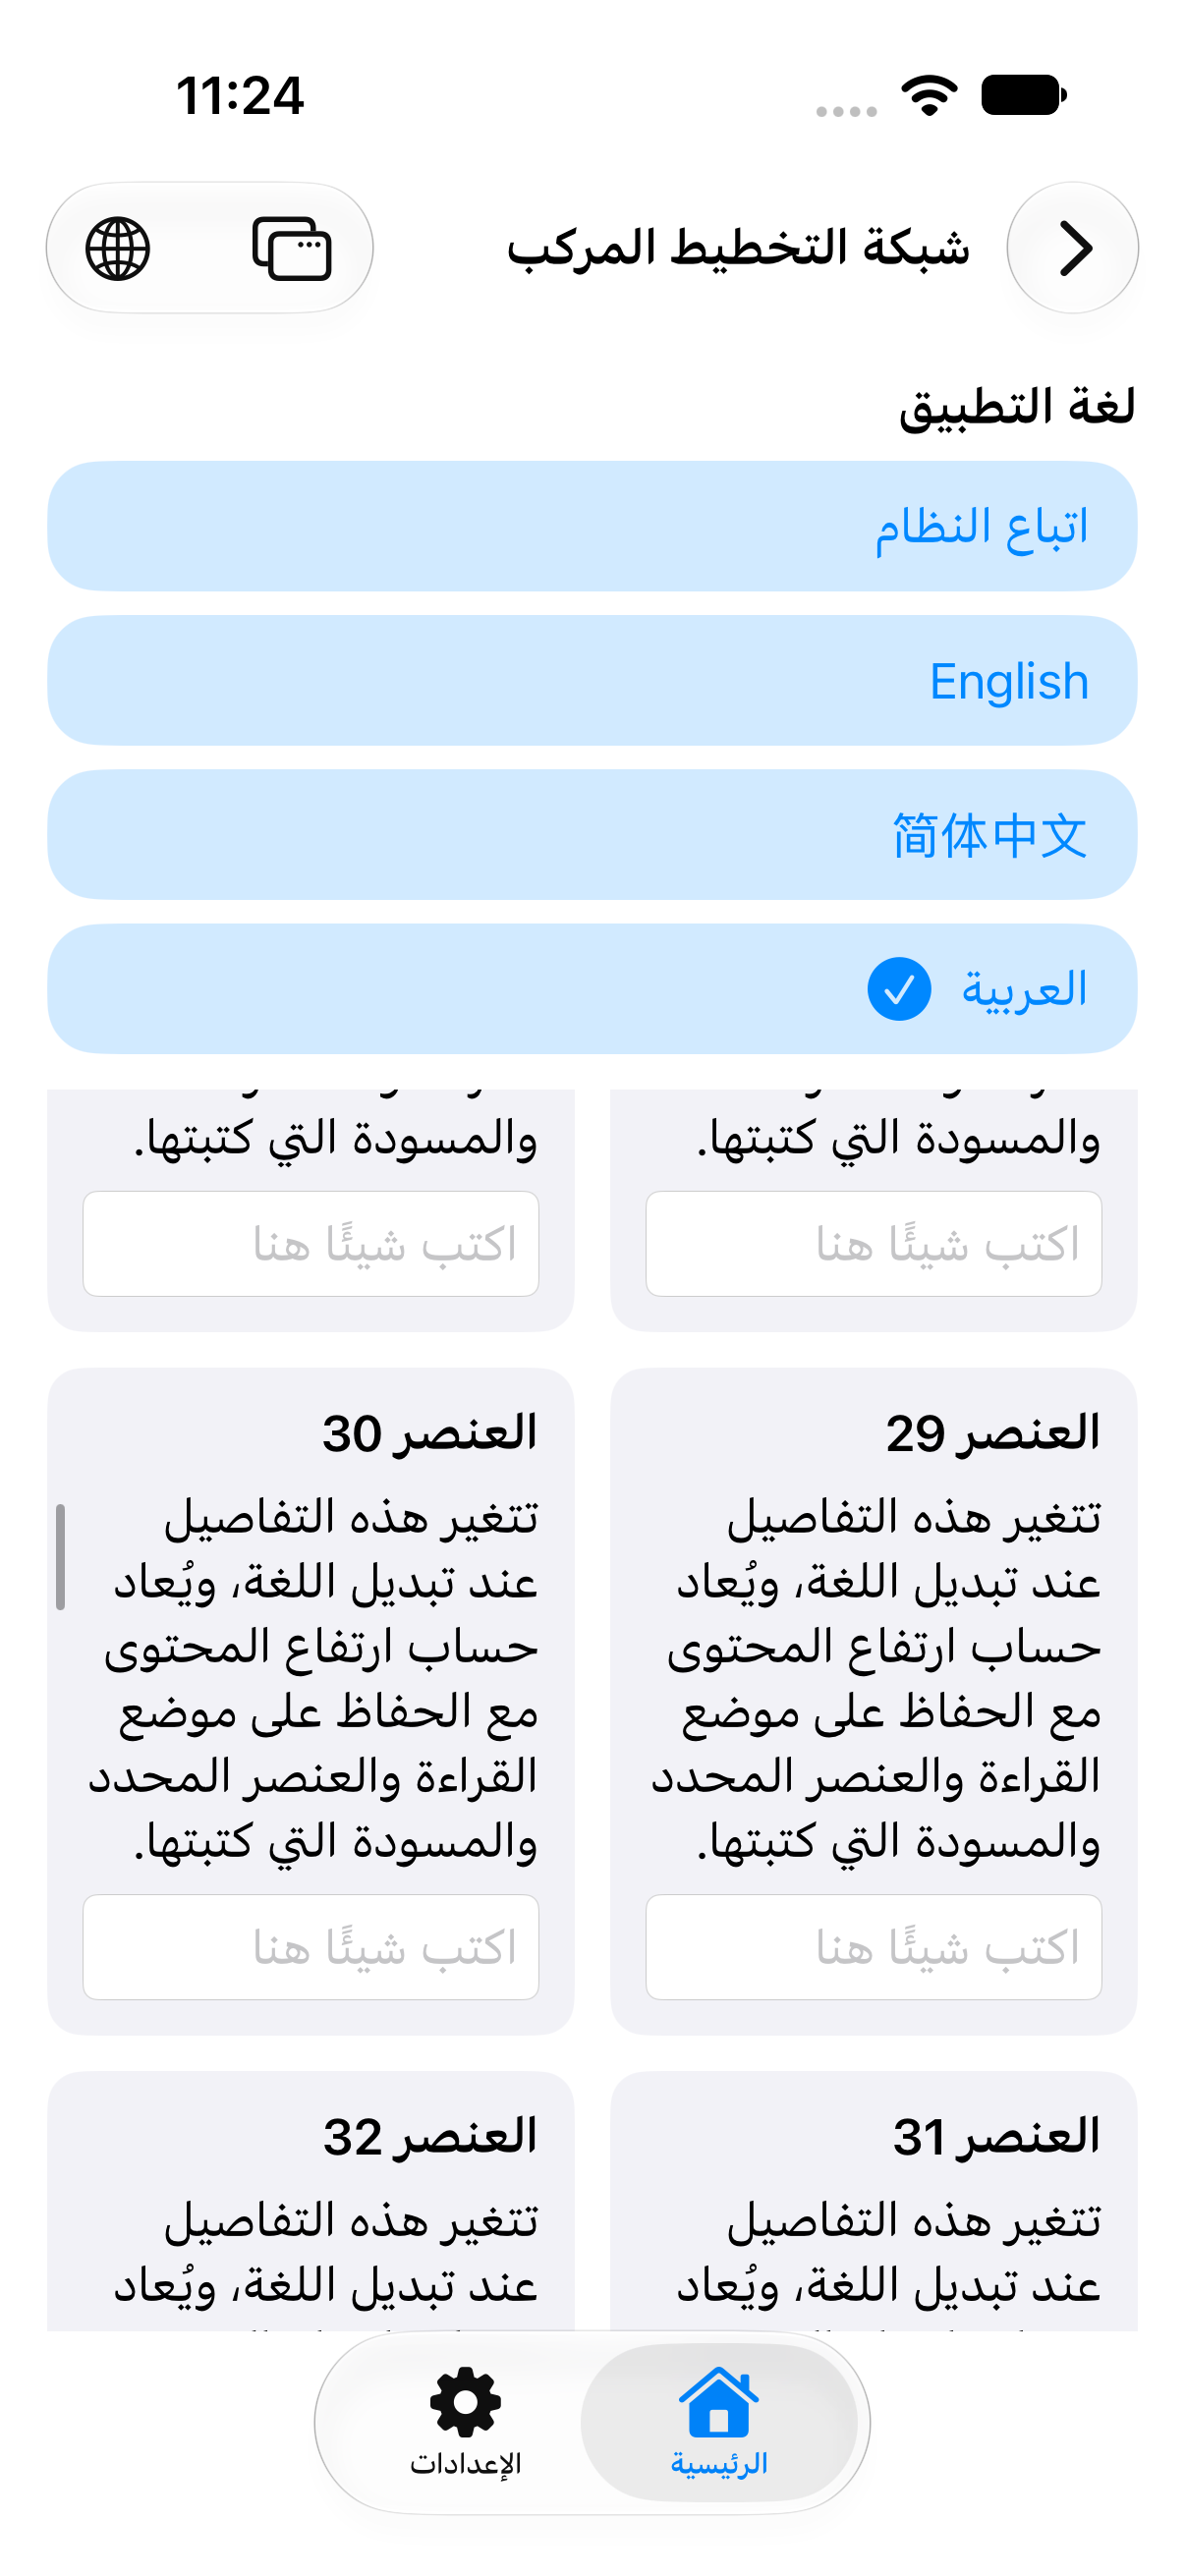 11:24
شبكة التخطيط المركب
لغة التطبيق
اتباع النظام
English
简体中文
العربية
والمسودة التي كتبتها.
اكتب شيئًا هنا
والمسودة التي كتبتها.
اكتب شيئًا هنا
العنصر 29
تتغير هذه التفاصيل
عند تبديل اللغة، ويُعاد
حساب ارتفاع المحتوى
مع الحفاظ على موضع
القراءة والعنصر المحدد
والمسودة التي كتبتها.
اكتب شيئًا هنا
العنصر 30
تتغير هذه التفاصيل
عند تبديل اللغة، ويُعاد
حساب ارتفاع المحتوى
مع الحفاظ على موضع
القراءة والعنصر المحدد
والمسودة التي كتبتها.
اكتب شيئًا هنا
العنصر 31
تتغير هذه التفاصيل
عند تبديل اللغة، ويُعاد
العنصر 32
تتغير هذه التفاصيل
عند تبديل اللغة، ويُعاد
الرئيسية
الإعدادات